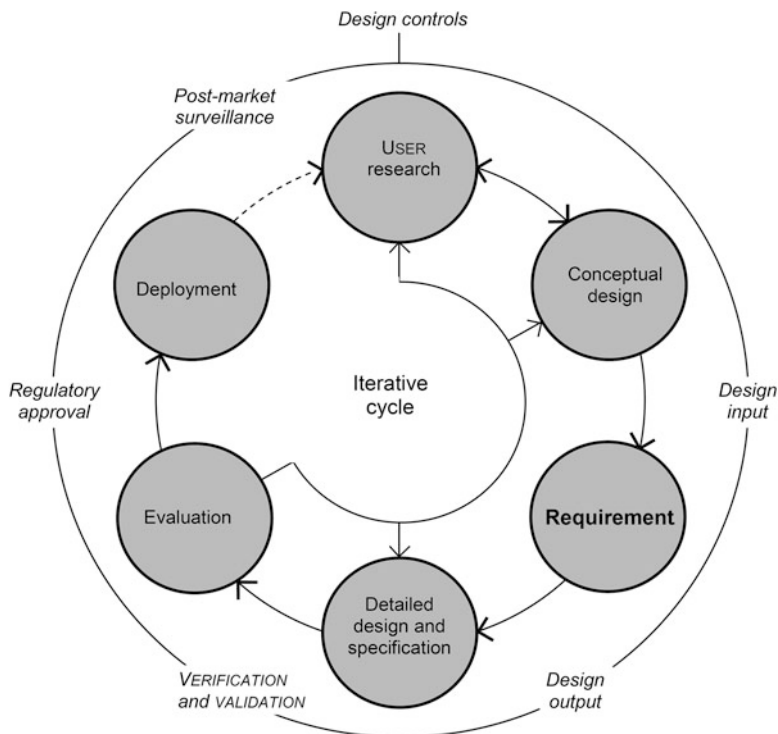 Design controls
Post-market
surveillance
USER
research
Deployment
Conceptual
design
Iterative
cycle
Regulatory
approval
Design
input
Evaluation
Requirement
Detailed
design and
specification
VERIFICATION
and VALIDATION
Design
output